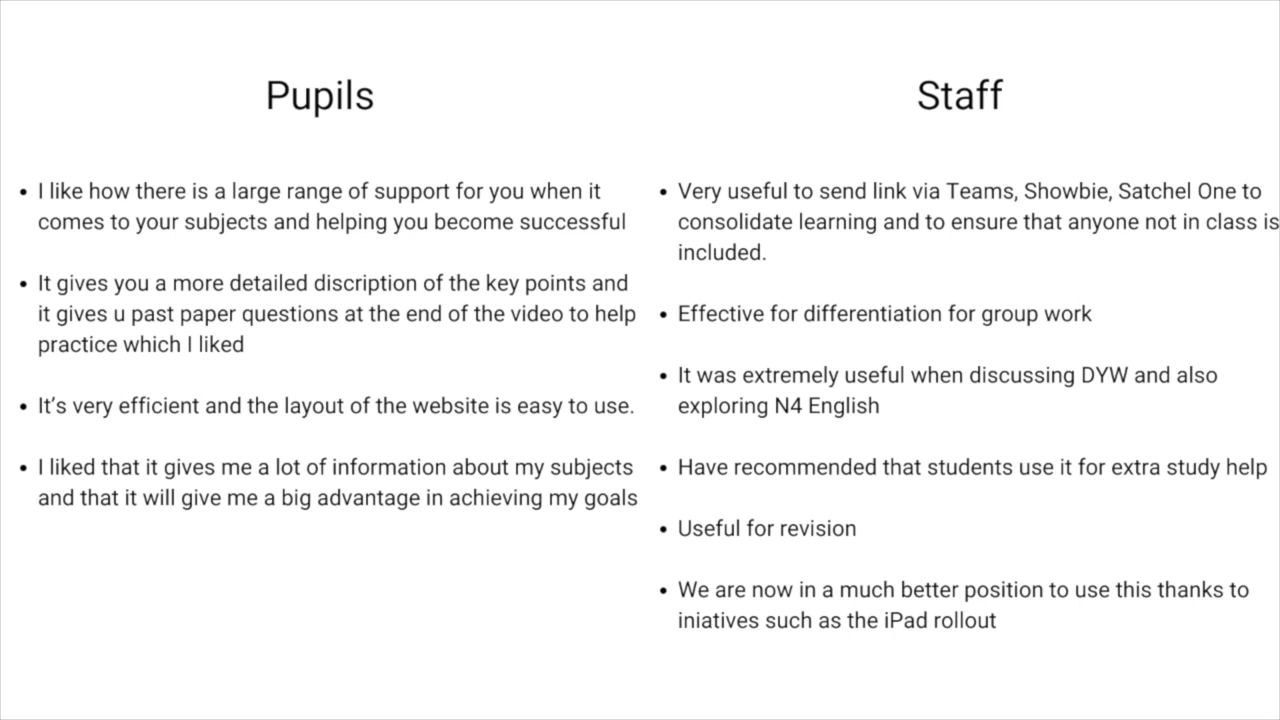 Pupils
• I like how there is a large range of support for you when it
comes to your subjects and helping you become successful
• It gives you a more detailed discription of the key points and
it gives u past paper questions at the end of the video to help
practice which I liked
• It’s very efficient and the layout of the website is easy to use.
• I liked that it gives me a lot of information about my subjects
and that it will give me a big advantage in achieving my goals
Staff
• Very useful to send link via Teams, Showbie, Satchel One to
consolidate learning and to ensure that anyone not in class is
included.
• Effective for differentiation for group work
• It was extremely useful when discussing DYW and also
exploring N4 English
• Have recommended that students use it for extra study help
• Useful for revision
• We are now in a much better position to use this thanks to
iniatives such as the iPad rollout